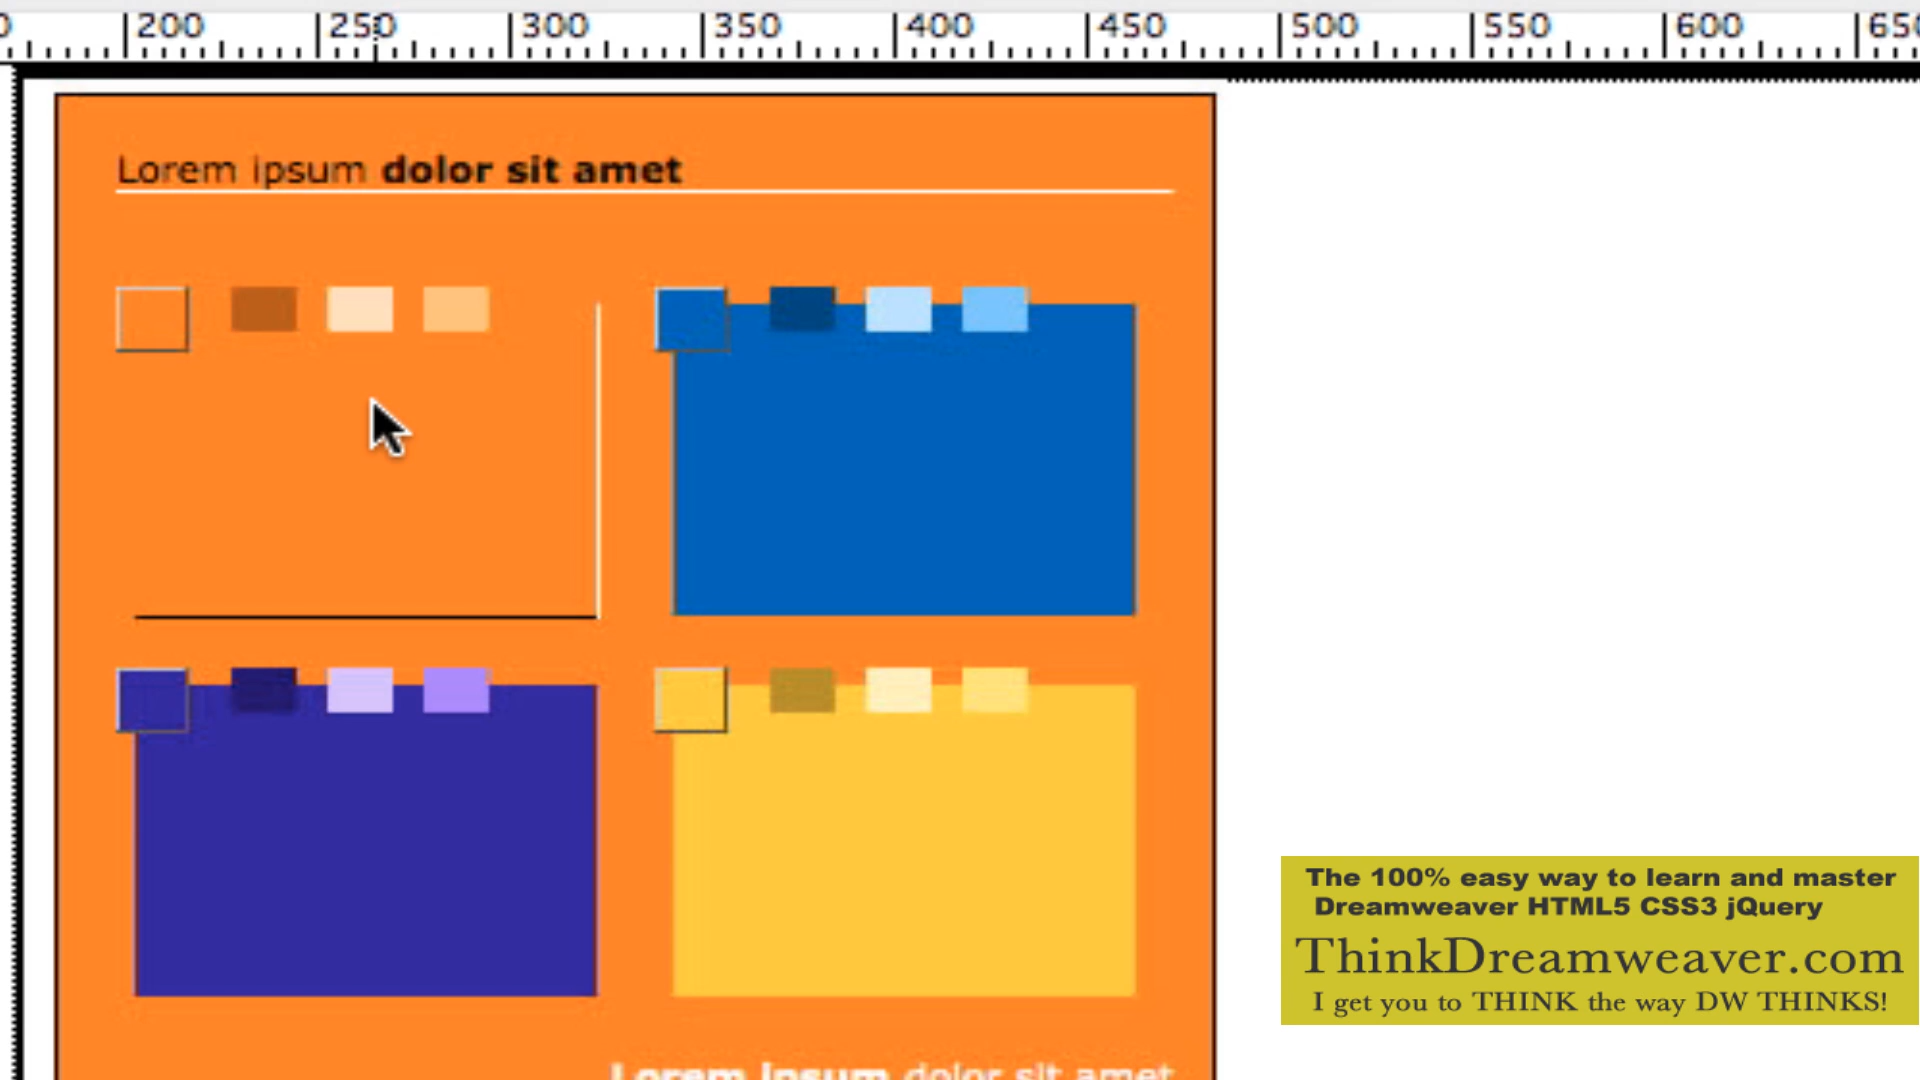 200 250 300 350 400 450 500 550 600
Lorem ipsum dolor sit amet
The 100% easy way to learn and master
Dreamweaver HTML5 CSS3 jQuery
ThinkDreamweaver.com
I get you to THINK the way DW THINKS!
Lorem ipsum dolor sit amet